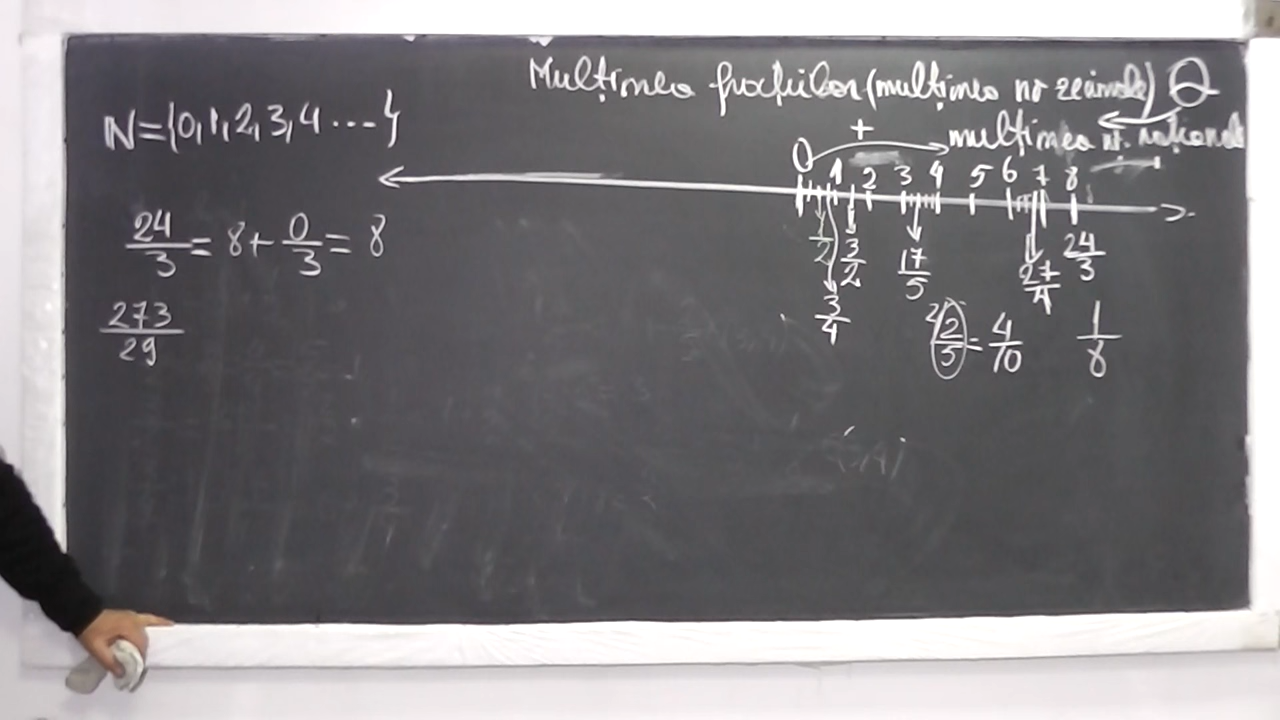 Mulțimea fracțiilor (mulțimea nr zecimale) Q
N={0,1,2,3,4 ...}
+ mulțimea nr. raționale
0 1 2 3 4 5 6 7 8
24/3 = 8 + 0/3 = 8
1/2 3/2 17/5 27/4 24/3
3/4
273/29
2 2/5 = 4/10 1/8